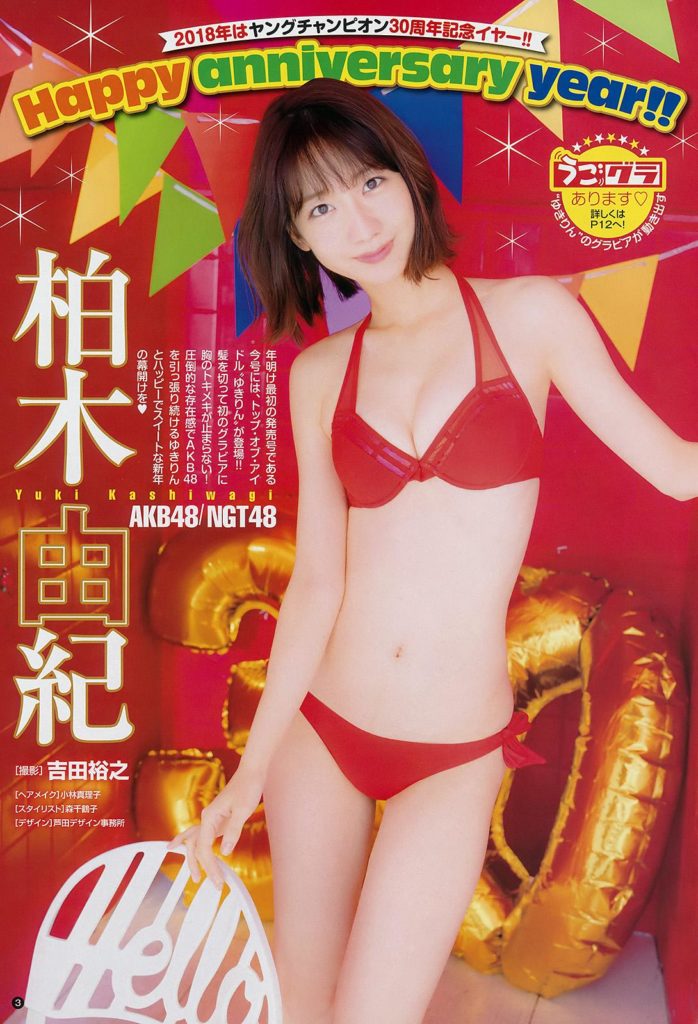 2018年はヤングチャンピオン30周年記念イヤー!!
Happy anniversary year!!
うごグラ
あります♡
詳しくは
P12へ!
"ゆきりん"のグラビアが動き出す
柏木由紀
Yuki Kashiwagi
AKB48/NGT48
年明け最初の発売号である
今号には、トップ・オブ・アイ
ドル“ゆきりん”が登場!!
髪を切って初のグラビアに
胸のトキメキが止まらない!
圧倒的な存在感でAKB48
を引っ張り続けるゆきりん
とハッピーでスイートな新年
の幕開けを♥
[撮影]吉田裕之
[ヘアメイク]小林真理子
[スタイリスト]森千鶴子
[デザイン]芦田デザイン事務所
Hello
3